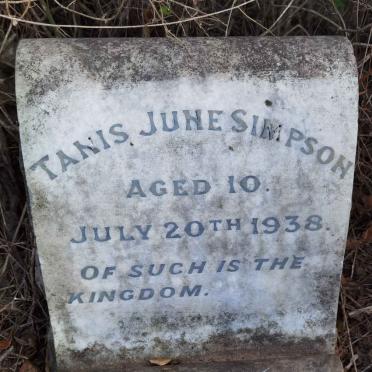 TANIS JUNE SIMPSON
AGED 10.
JULY 20TH 1938.
OF SUCH IS THE
KINGDOM.